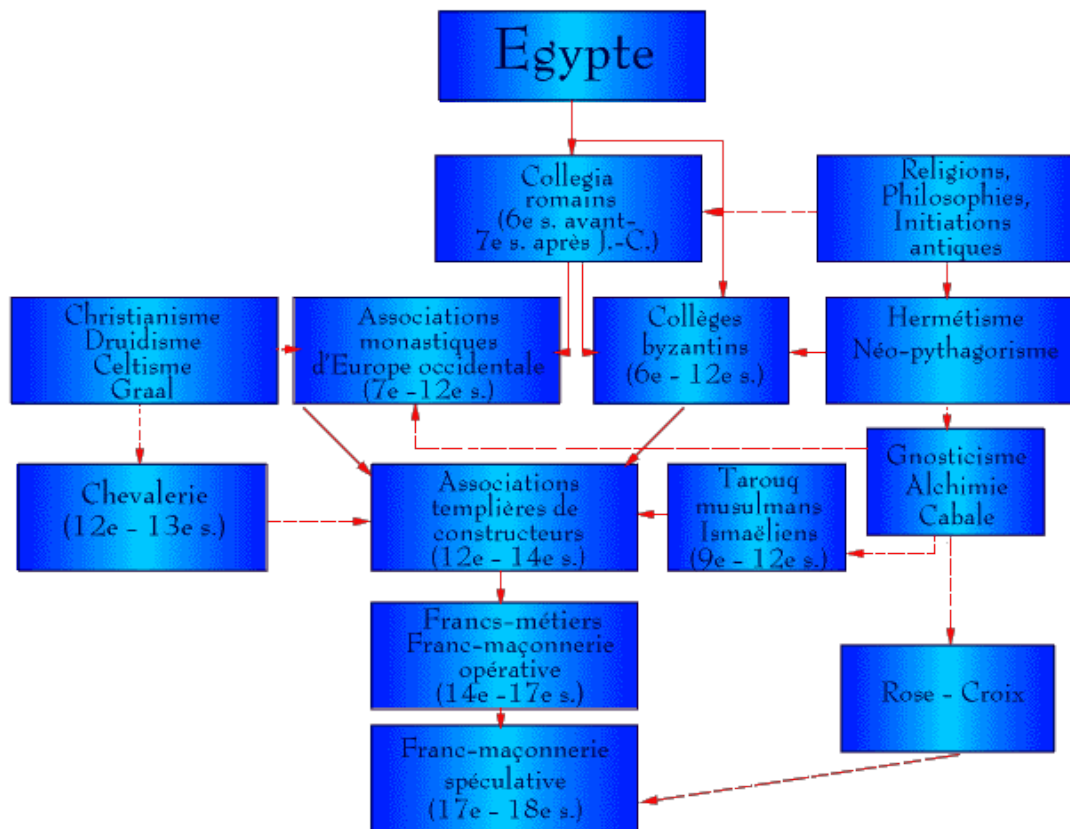 Egypte
Collegia
romains
(6e s. avant-
7e s. après J.-C.)
Religions,
Philosophies,
Initiations
antiques
Christianisme
Druidisme
Celtisme
Graal
Associations
monastiques
d'Europe occidentale
(7e -12e s.)
Collèges
byzantins
(6e - 12e s.)
Hermétisme
Néo-pythagorisme
Chevalerie
(12e - 13e s.)
Associations
templières de
constructeurs
(12e - 14e s.)
Tarouq
musulmans
Ismaëliens
(9e - 12e s.)
Gnosticisme
Alchimie
Cabale
Francs-métiers
Franc-maçonnerie
opérative
(14e -17e s.)
Rose - Croix
Franc-maçonnerie
spéculative
(17e - 18e s.)